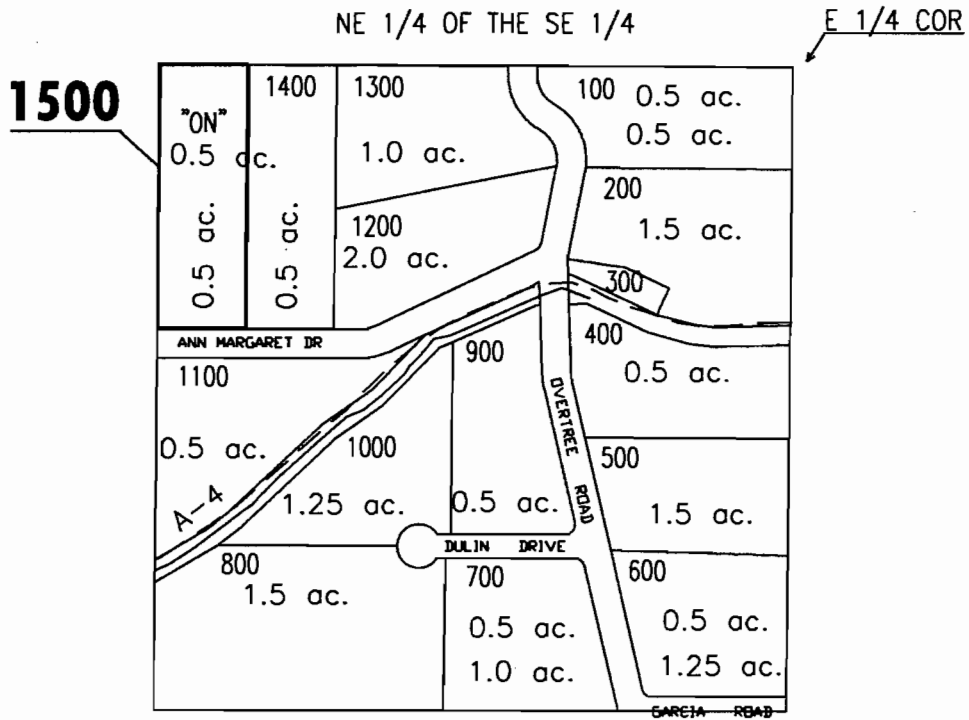 NE 1/4 OF THE SE 1/4
E 1/4 COR
1500
"ON"
0.5 ac.
0.5 ac.
1400
0.5 ac.
1300
1.0 ac.
100
0.5 ac.
0.5 ac.
200
1.5 ac.
1200
2.0 ac.
300
ANN MARGARET DR
400
0.5 ac.
900
0.5 ac.
1100
0.5 ac.
A-4
1000
1.25 ac.
OVERTREE ROAD
500
1.5 ac.
DULIN DRIVE
800
1.5 ac.
700
0.5 ac.
1.0 ac.
600
0.5 ac.
1.25 ac.
GARCIA ROAD